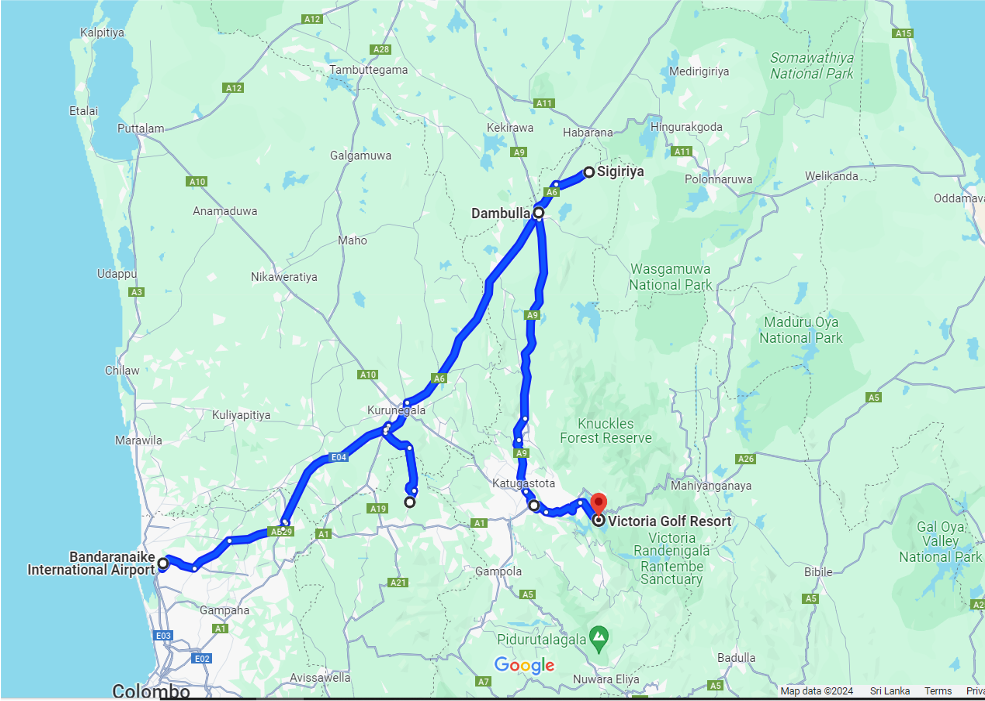 A12
A15
Kalpitiya
A28
Somawathiya
National Park
Tambuttegama
Medirigiriya
A12
A11
Etalai
Puttalam
Kekirawa
Habarana
Hingurakgoda
A9
A11
Galgamuwa
A10
Sigiriya
Polonnaruwa
Welikanda
A6
Oddamava
Anamaduwa
Dambulla
Maho
Udappu
Nikaweratiya
Wasgamuwa
National Park
A3
A9
Maduru Oya
National Park
Chilaw
A10
A6
A5
Kuliyapitiya
Kurunegala
Marawila
Knuckles
Forest Reserve
E04
A9
A26
Katugastota
Mahiyanganaya
A19
A1
Victoria Golf Resort
AB29
A1
Gal Oya
Valley
National Park
Victoria
Randenigala
Rantembe
Sanctuary
Bandaranaike
International Airport
Gampola
Bibile
A21
A5
A5
A2
Gampaha
A1
E03
Pidurutalagala
E02
Google
Badulla
Avissawella
A7
Nuwara Eliya
A5
Colombo
Map data ©2024
Sri Lanka
Terms
Priva